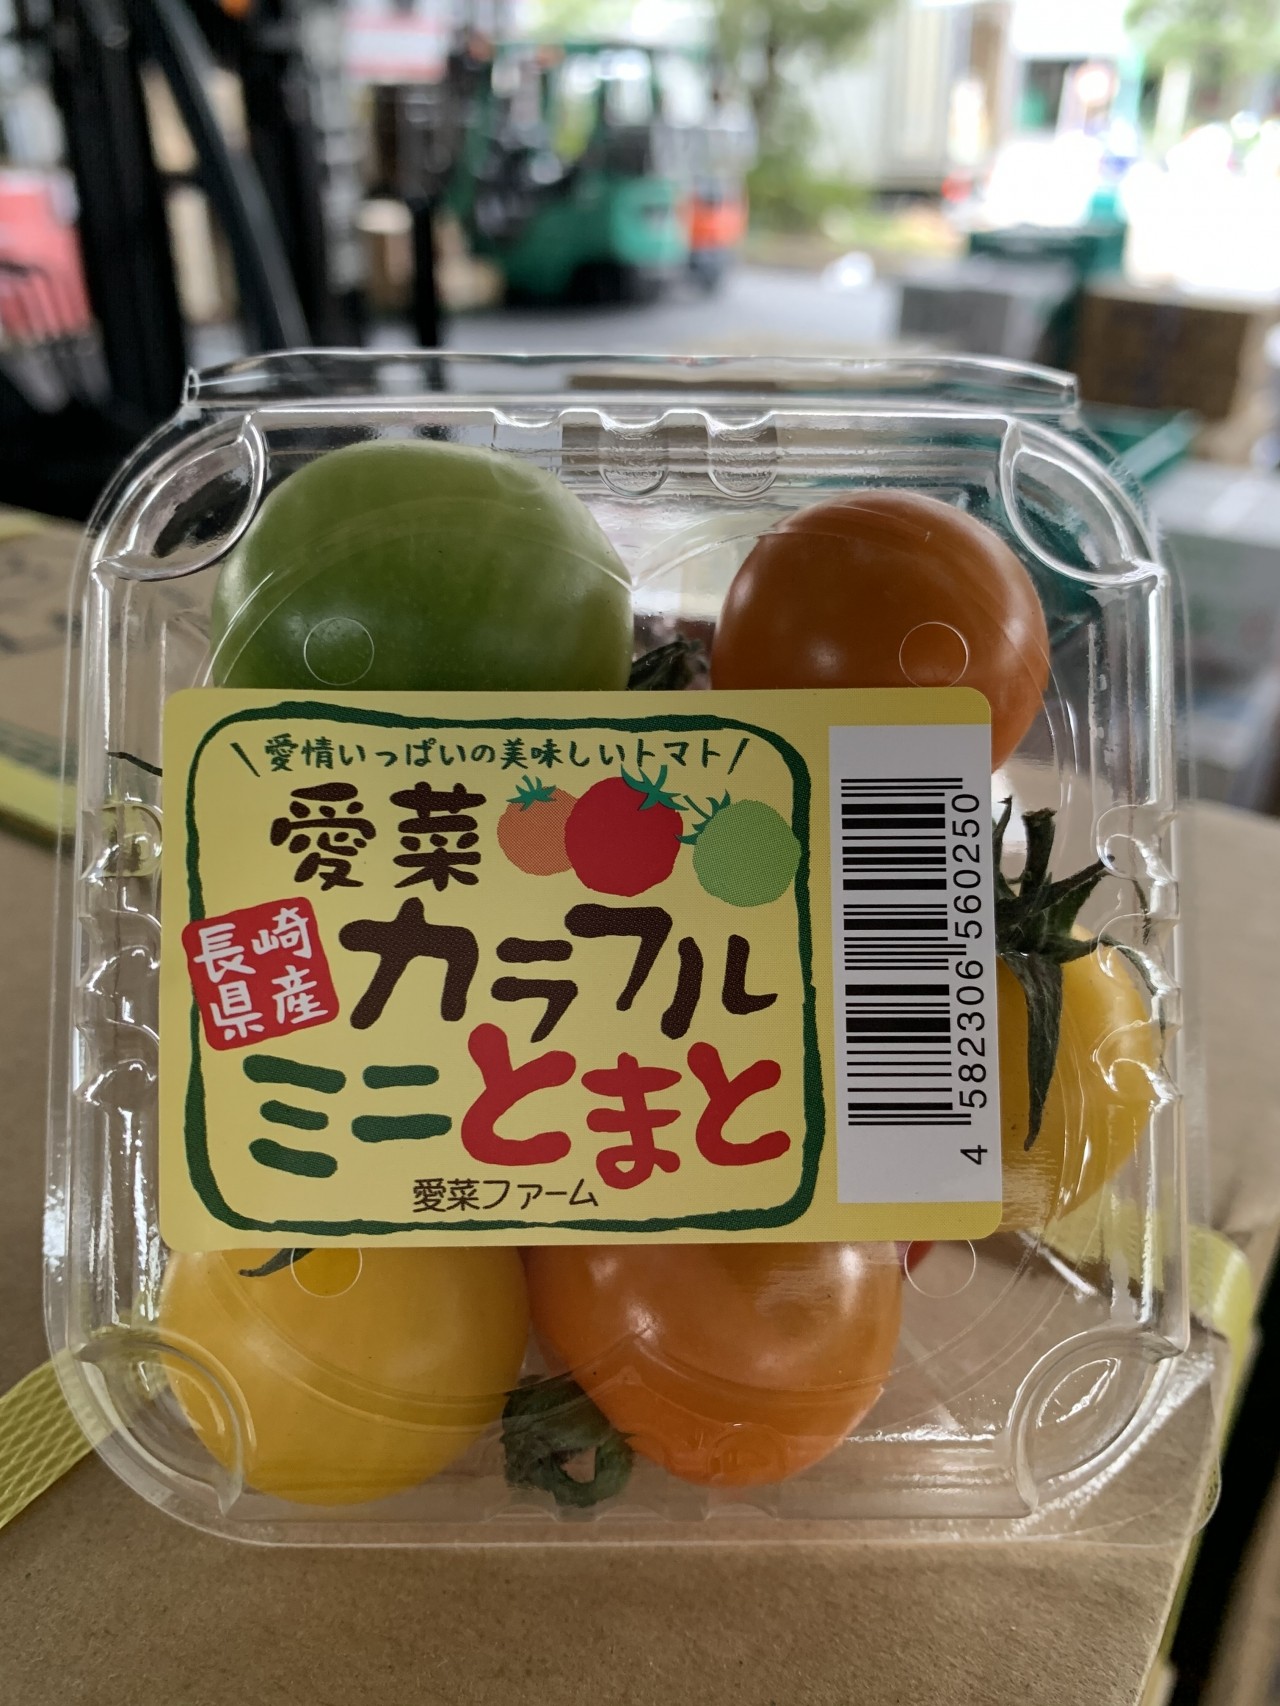 愛情いっぱいの美味しいトマト
愛菜
カラフル
長崎
県産
ミニとまと
愛菜ファーム
4 582306 560250